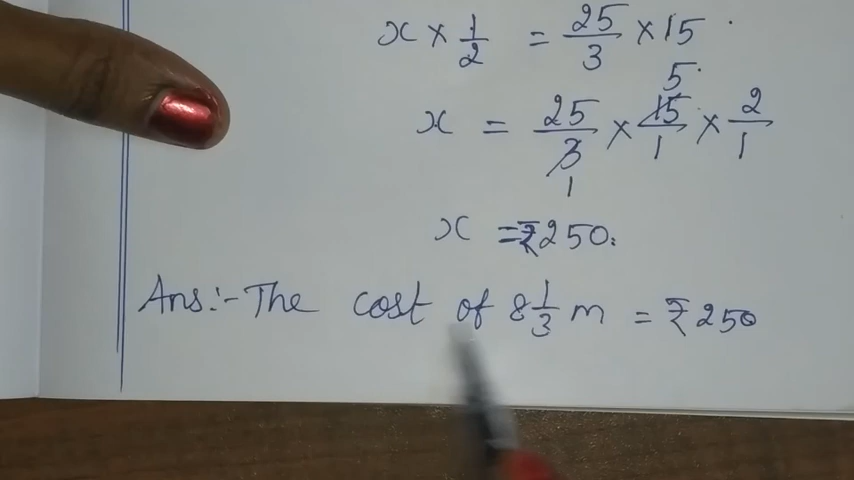 x × 1/2 = 25/3 × 15
x = 25/3 × 15/1 × 2/1
5
1
x = ₹250.
Ans:- The cost of 8 1/3 m = ₹250